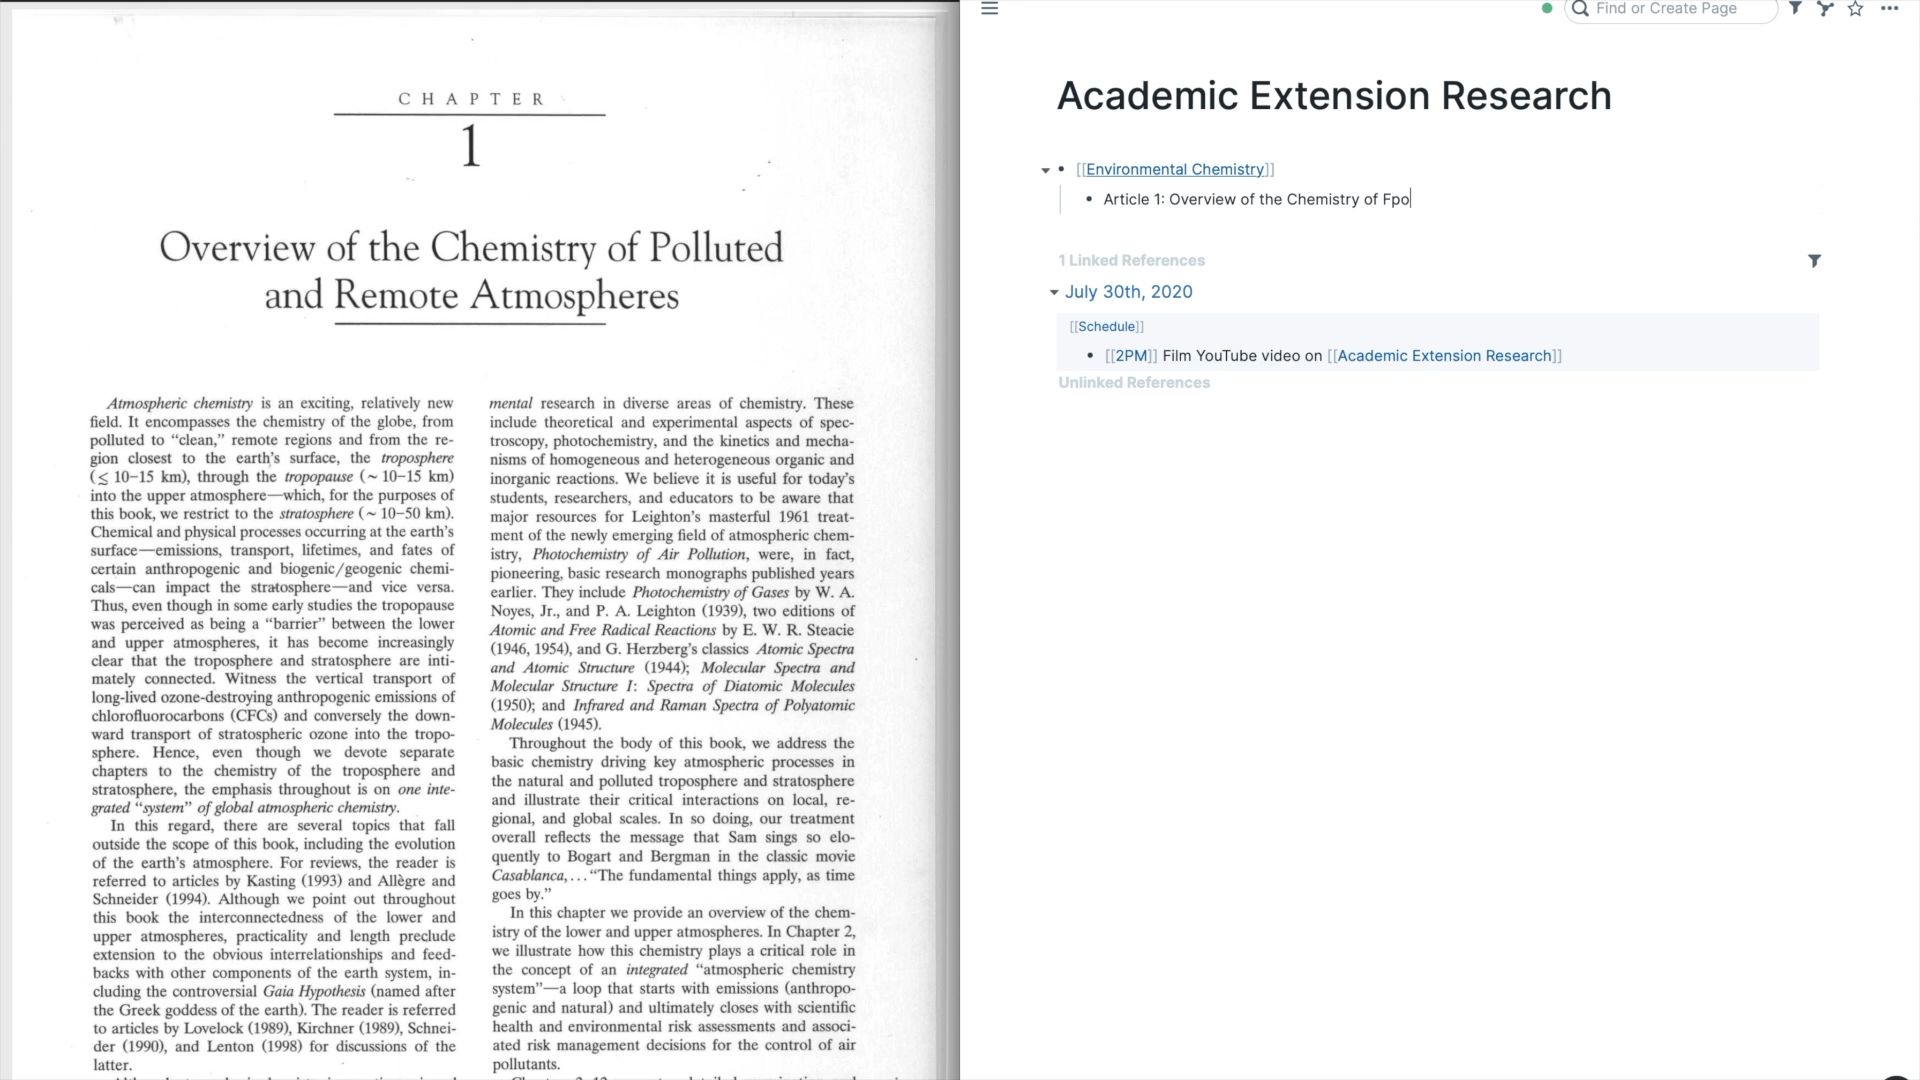 CHAPTER
1
Overview of the Chemistry of Polluted
and Remote Atmospheres
Atmospheric chemistry is an exciting, relatively new
field. It encompasses the chemistry of the globe, from
polluted to “clean,” remote regions and from the re-
gion closest to the earth’s surface, the troposphere
(≤ 10–15 km), through the tropopause (~ 10–15 km)
into the upper atmosphere—which, for the purposes of
this book, we restrict to the stratosphere (~ 10–50 km).
Chemical and physical processes occurring at the earth’s
surface—emissions, transport, lifetimes, and fates of
certain anthropogenic and biogenic/geogenic chemi-
cals—can impact the stratosphere—and vice versa.
Thus, even though in some early studies the tropopause
was perceived as being a “barrier” between the lower
and upper atmospheres, it has become increasingly
clear that the troposphere and stratosphere are inti-
mately connected. Witness the vertical transport of
long-lived ozone-destroying anthropogenic emissions of
chlorofluorocarbons (CFCs) and conversely the down-
ward transport of stratospheric ozone into the tropo-
sphere. Hence, even though we devote separate
chapters to the chemistry of the troposphere and
stratosphere, the emphasis throughout is on one inte-
grated “system” of global atmospheric chemistry.
In this regard, there are several topics that fall
outside the scope of this book, including the evolution
of the earth’s atmosphere. For reviews, the reader is
referred to articles by Kasting (1993) and Allègre and
Schneider (1994). Although we point out throughout
this book the interconnectedness of the lower and
upper atmospheres, practicality and length preclude
extension to the obvious interrelationships and feed-
backs with other components of the earth system, in-
cluding the controversial Gaia Hypothesis (named after
the Greek goddess of the earth). The reader is referred
to articles by Lovelock (1989), Kirchner (1989), Schnei-
der (1990), and Lenton (1998) for discussions of the
latter.
mental research in diverse areas of chemistry. These
include theoretical and experimental aspects of spec-
troscopy, photochemistry, and the kinetics and mecha-
nisms of homogeneous and heterogeneous organic and
inorganic reactions. We believe it is useful for today’s
students, researchers, and educators to be aware that
major resources for Leighton’s masterful 1961 treat-
ment of the newly emerging field of atmospheric chem-
istry, Photochemistry of Air Pollution, were, in fact,
pioneering, basic research monographs published years
earlier. They include Photochemistry of Gases by W. A.
Noyes, Jr., and P. A. Leighton (1939), two editions of
Atomic and Free Radical Reactions by E. W. R. Steacie
(1946, 1954), and G. Herzberg’s classics Atomic Spectra
and Atomic Structure (1944); Molecular Spectra and
Molecular Structure I: Spectra of Diatomic Molecules
(1950); and Infrared and Raman Spectra of Polyatomic
Molecules (1945).
Throughout the body of this book, we address the
basic chemistry driving key atmospheric processes in
the natural and polluted troposphere and stratosphere
and illustrate their critical interactions on local, re-
gional, and global scales. In so doing, our treatment
overall reflects the message that Sam sings so elo-
quently to Bogart and Bergman in the classic movie
Casablanca,... “The fundamental things apply, as time
goes by.”
In this chapter we provide an overview of the chem-
istry of the lower and upper atmospheres. In Chapter 2,
we illustrate how this chemistry plays a critical role in
the concept of an integrated “atmospheric chemistry
system”—a loop that starts with emissions (anthropo-
genic and natural) and ultimately closes with scientific
health and environmental risk assessments and associ-
ated risk management decisions for the control of air
pollutants.
Find or Create Page
Academic Extension Research
[[Environmental Chemistry]]
Article 1: Overview of the Chemistry of Fpo
1 Linked References
July 30th, 2020
[[Schedule]]
[[2PM]] Film YouTube video on [[Academic Extension Research]]
Unlinked References